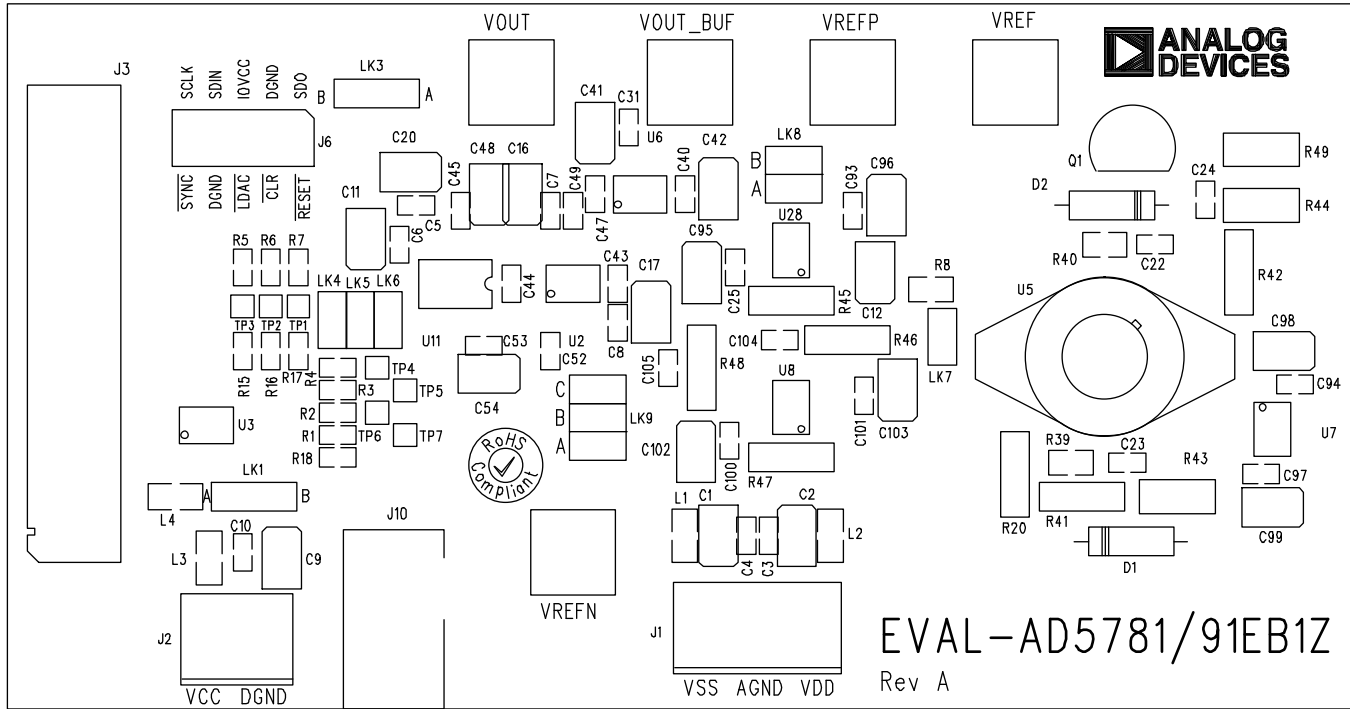 VOUT
VOUT_BUF
VREFP
VREF
ANALOG
DEVICES
J3
SCLK
SDIN
IOVCC
DGND
SDO
LK3
B
A
C41
C31
U6
C42
LK8
B
A
Q1
R49
J6
C20
C48
C16
C45
C7
C49
C40
C93
C96
D2
C24
R44
SYNC
DGND
LDAC
CLR
RESET
C11
C5
C6
C47
C95
U28
R40
C22
R42
R5
R6
R7
C44
C43
C17
C25
R45
C12
R8
U5
LK4
LK5
LK6
TP3
TP2
TP1
U11
C53
U2
C52
C8
C105
R48
C104
R46
C98
R15
R16
R17
R4
R3
TP4
TP5
C54
C
B
A
LK9
U8
LK7
C94
U3
R2
R1
TP6
TP7
R18
RoHS
Compliant
C102
C100
R47
C101
C103
R39
C23
R43
U7
C97
A
LK1
B
L4
J10
L1
C1
C2
L2
R20
R41
C99
L3
C10
C9
C4
C3
D1
VREFN
J2
J1
EVAL-AD5781/91EB1Z
VCC
DGND
VSS
AGND
VDD
Rev A